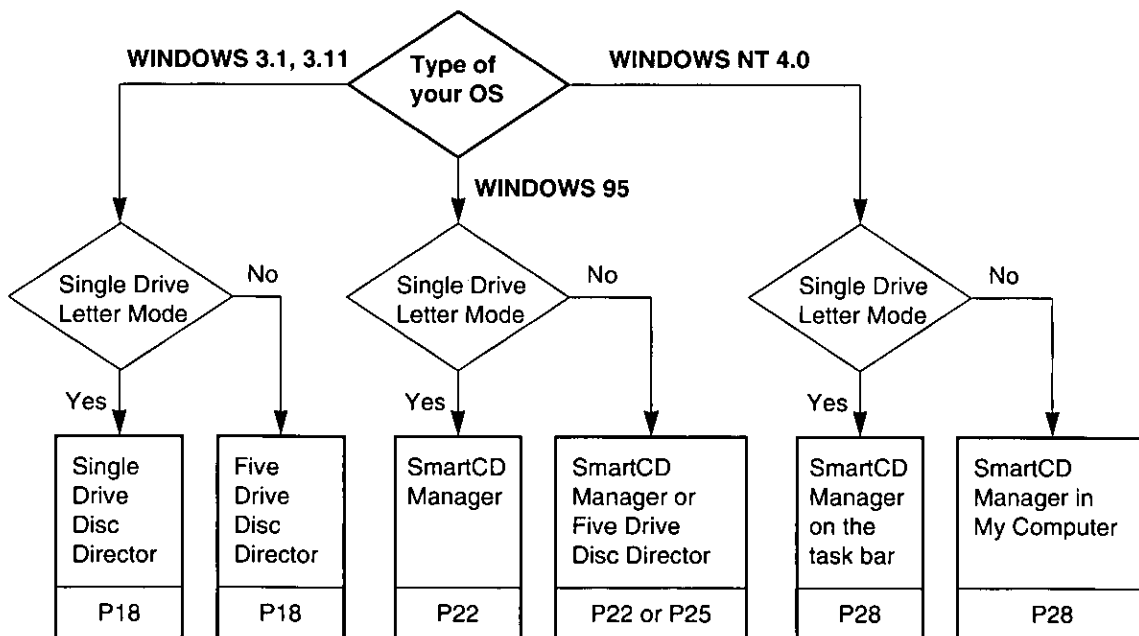 WINDOWS 3.1, 3.11
Type of
your OS
WINDOWS NT 4.0
WINDOWS 95
Single Drive
Letter Mode
No
Yes
Single Drive
Letter Mode
No
Yes
Single Drive
Letter Mode
No
Yes
Single
Drive
Disc
Director
P18
Five
Drive
Disc
Director
P18
SmartCD
Manager
P22
SmartCD
Manager or
Five Drive
Disc Director
P22 or P25
SmartCD
Manager
on the
task bar
P28
SmartCD
Manager in
My Computer
P28